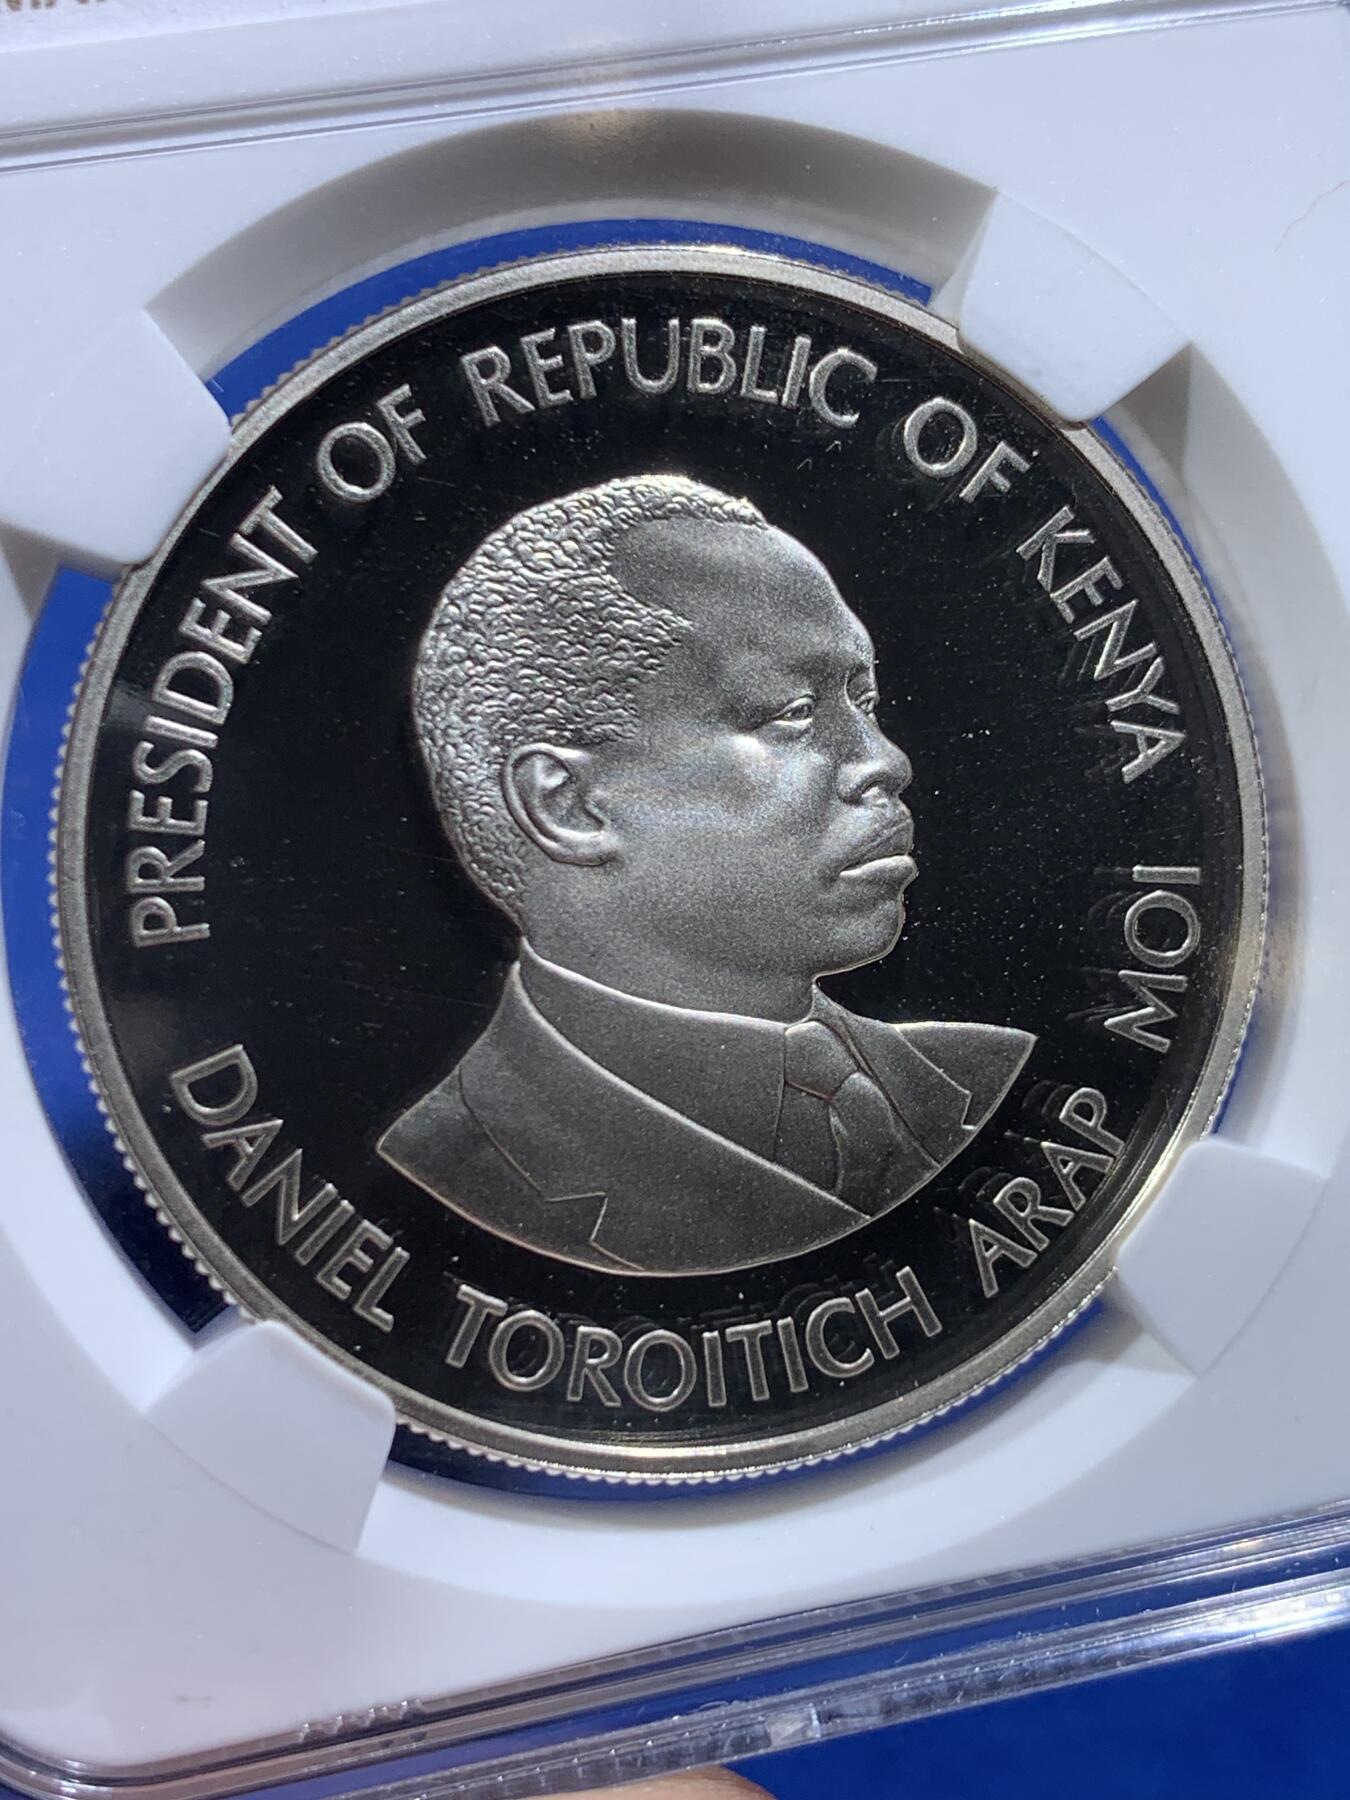 PRESIDENT OF REPUBLIC OF KENYA
DANIEL TOROITICH ARAP MOI